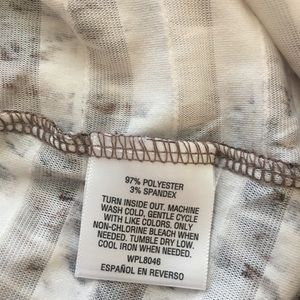 97% POLYESTER
3% SPANDEX
TURN INSIDE OUT. MACHINE
WASH COLD, GENTLE CYCLE
WITH LIKE COLORS. ONLY
NON-CHLORINE BLEACH WHEN
NEEDED. TUMBLE DRY LOW.
COOL IRON WHEN NEEDED.
WPL8046
ESPAÑOL EN REVERSO